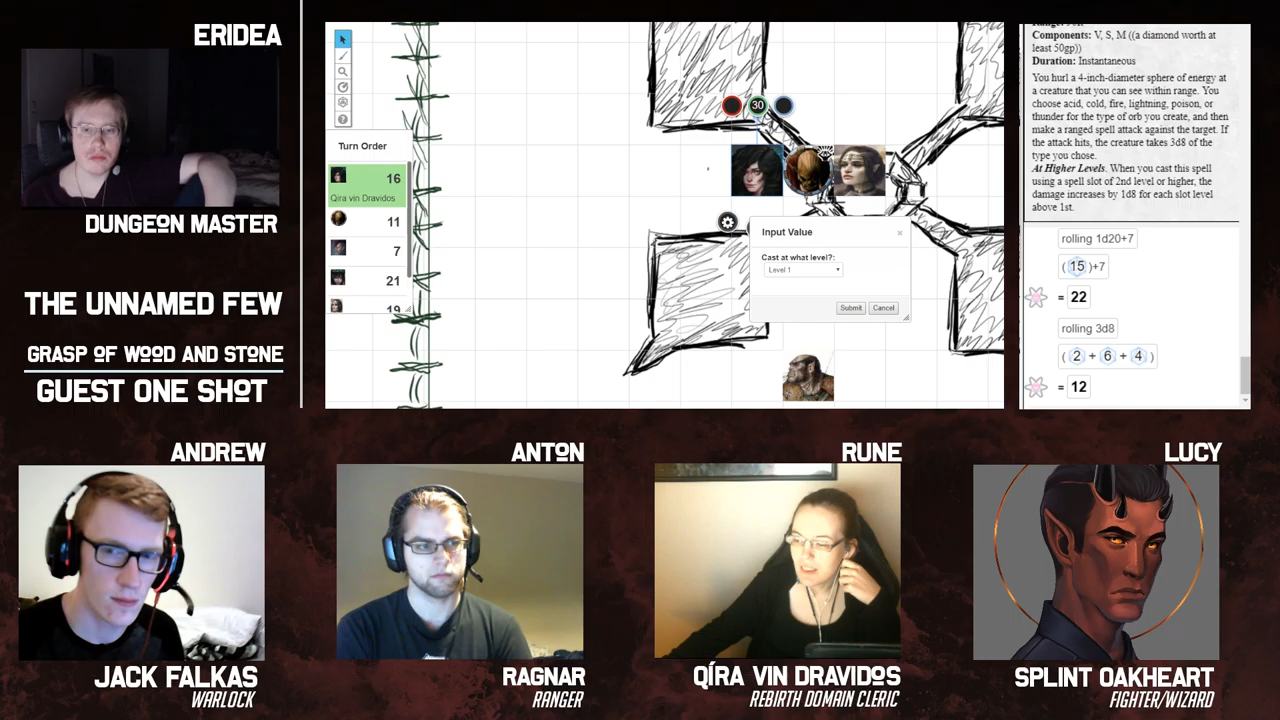 ERIDEA
DUNGEON MASTER
THE UNNAMED FEW
GRASP OF WOOD AND STONE
GUEST ONE SHOT
Turn Order
16
Qira vin Dravidos
11
7
21
19
30
Input Value
×
Cast at what level?:
Level 1
Submit
Cancel
Components: V, S, M ((a diamond worth at
least 50gp))
Duration: Instantaneous
You hurl a 4-inch-diameter sphere of energy at
a creature that you can see within range. You
choose acid, cold, fire, lightning, poison, or
thunder for the type of orb you create, and then
make a ranged spell attack against the target. If
the attack hits, the creature takes 3d8 of the
type you chose.
At Higher Levels. When you cast this spell
using a spell slot of 2nd level or higher, the
damage increases by 1d8 for each slot level
above 1st.
rolling 1d20+7
(15)+7
= 22
rolling 3d8
(2 + 6 + 4)
= 12
ANDREW
JACK FALKAS
WARLOCK
ANTON
RAGNAR
RANGER
RUNE
QÍRA VIN DRAVIDOS
REBIRTH DOMAIN CLERIC
LUCY
SPLINT OAKHEART
FIGHTER/WIZARD